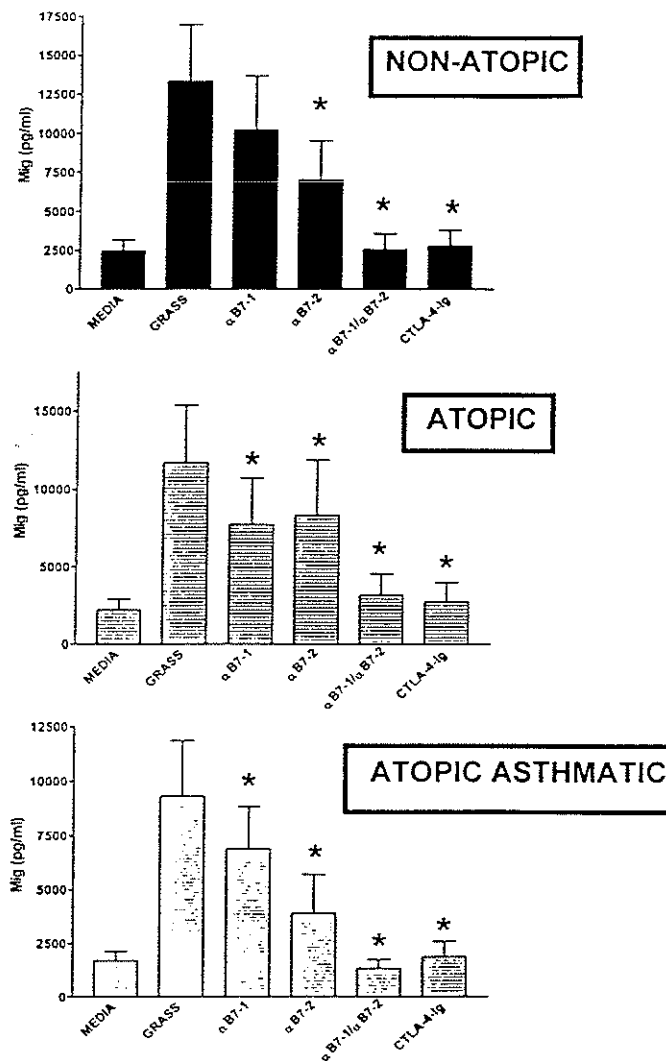 NON-ATOPIC
Mig (pg/ml)
17500
15000
12500
10000
7500
5000
2500
0
*
*
*
MEDIA
GRASS
α B7-1
α B7-2
α B7-1/α B7-2
CTLA-4-Ig
ATOPIC
Mig (pg/ml)
15000
10000
5000
0
*
*
*
*
MEDIA
GRASS
α B7-1
α B7-2
α B7-1/α B7-2
CTLA-4-Ig
ATOPIC ASTHMATIC
Mig (pg/ml)
12500
10000
7500
5000
2500
0
*
*
*
*
MEDIA
GRASS
α B7-1
α B7-2
α B7-1/α B7-2
CTLA-4-Ig